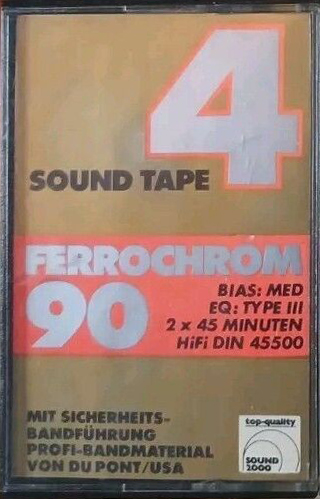 4
SOUND TAPE
FERROCHROM
90
BIAS: MED
EQ: TYPE III
2 x 45 MINUTEN
HiFi DIN 45500
MIT SICHERHEITS-
BANDFÜHRUNG
PROFI-BANDMATERIAL
VON DU PONT/USA
top-quality
SOUND
2000